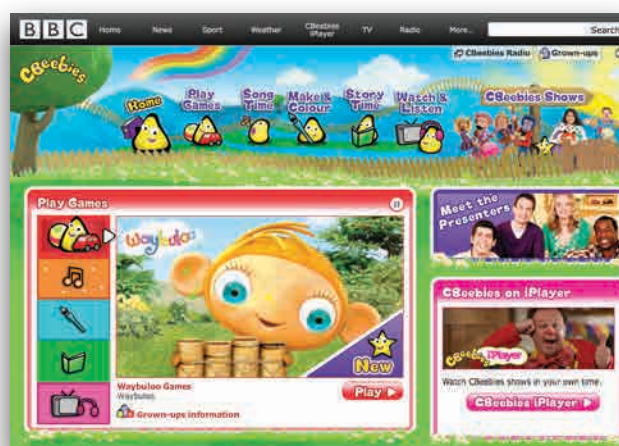 BBC
Home
News
Sport
Weather
CBeebies
iPlayer
TV
Radio
More...
Search
CBeebies Radio
Grown-ups
CBeebies
Home
Play
Games
Song
Time
Make &
Colour
Story
Time
Watch &
Listen
CBeebies Shows
Play Games
waybuloo
New
Waybuloo Games
Waybuloo
Play
Grown-ups information
Meet the
Presenters
CBeebies on iPlayer
CBeebies iPlayer
Watch CBeebies shows in your own time.
CBeebies iPlayer